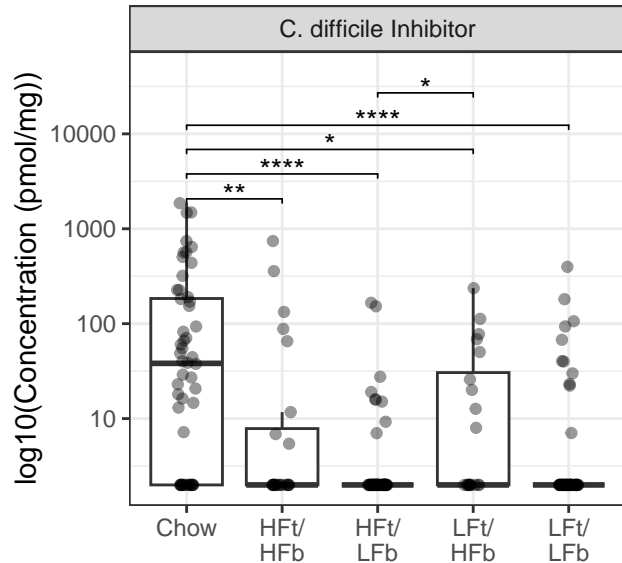 C. difficile Inhibitor
log10(Concentration (pmol/mg))
10000
1000
100
10
*
****
*
****
**
Chow
HFt/
HFb
HFt/
LFb
LFt/
HFb
LFt/
LFb